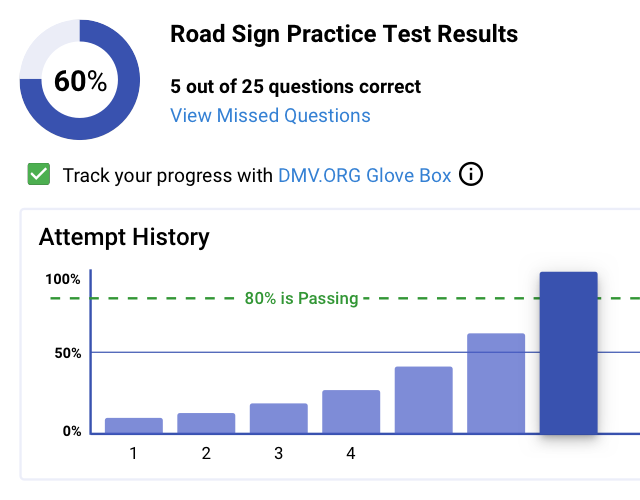 60%
Road Sign Practice Test Results
5 out of 25 questions correct
View Missed Questions
Track your progress with DMV.ORG Glove Box
Attempt History
100%
80% is Passing
50%
0%
1 2 3 4